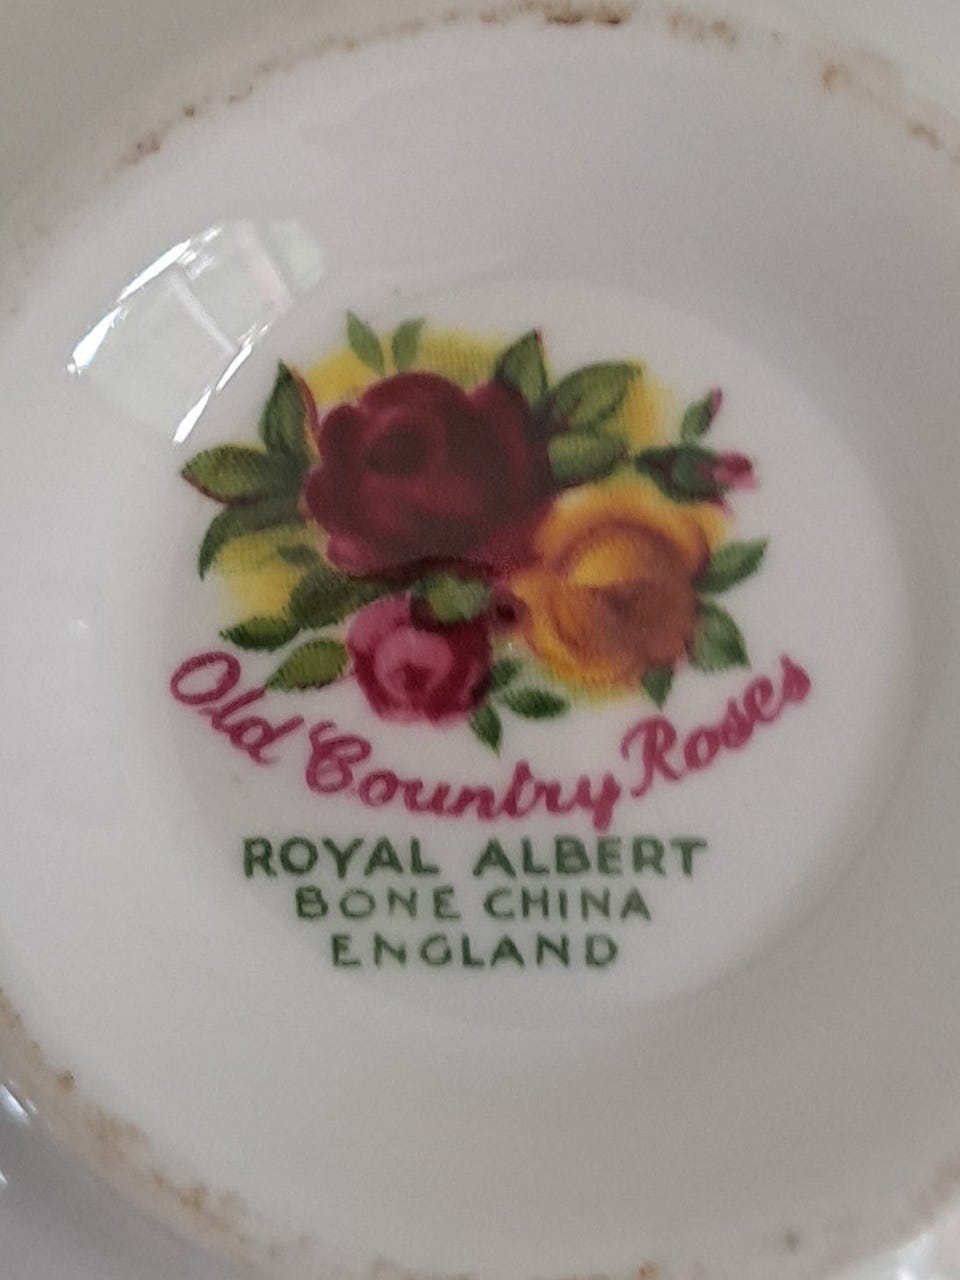 Old Country Roses
ROYAL ALBERT
BONE CHINA
ENGLAND